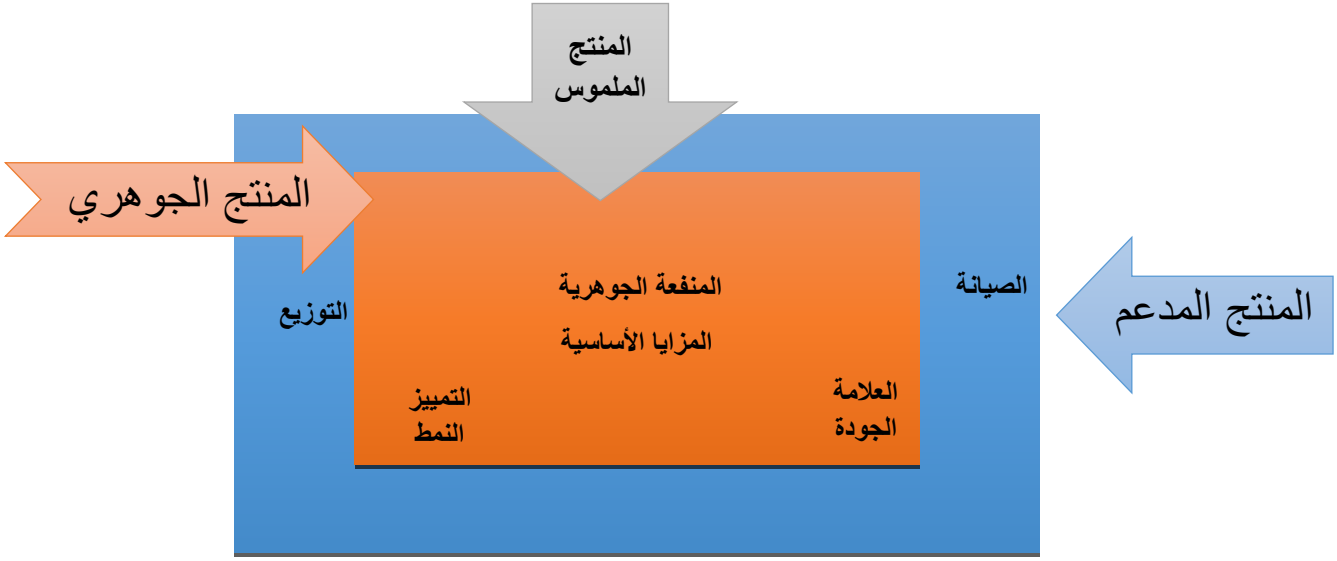 المنتج
الملموس
المنتج الجوهري
الصيانة
المنفعة الجوهرية
التوزيع
المنتج المدعم
المزايا الأساسية
العلامة
الجودة
التمييز
النمط